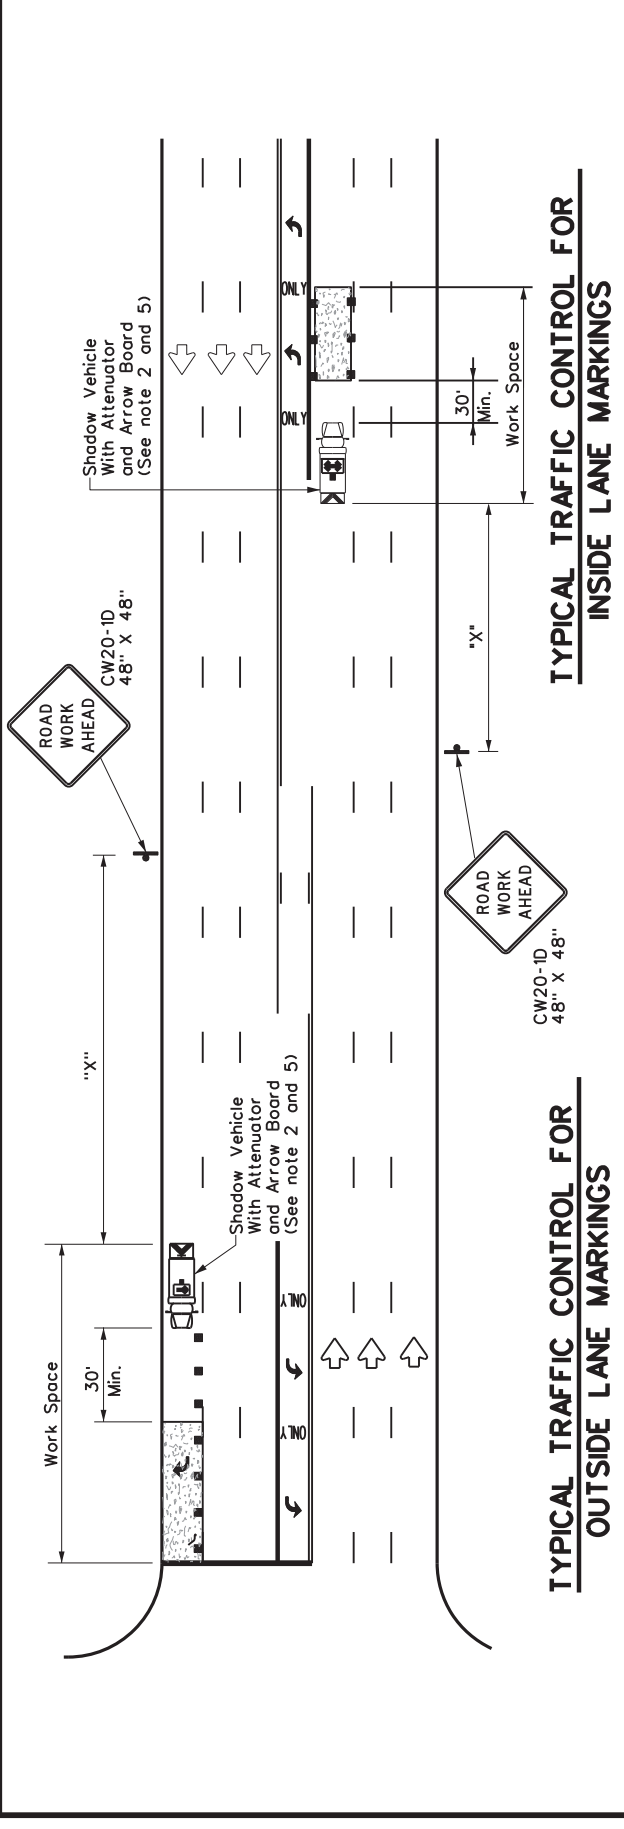 Work Space
30'
Min.
"X"
ROAD
WORK
AHEAD
CW20-1D
48" X 48"
Shadow Vehicle
With Attenuator
and Arrow Board
(See note 2 and 5)
Shadow Vehicle
With Attenuator
and Arrow Board
(See note 2 and 5)
ONLY
ONLY
ONLY
ONLY
30'
Min.
Work Space
"X"
ROAD
WORK
AHEAD
CW20-1D
48" X 48"
TYPICAL TRAFFIC CONTROL FOR
OUTSIDE LANE MARKINGS
TYPICAL TRAFFIC CONTROL FOR
INSIDE LANE MARKINGS